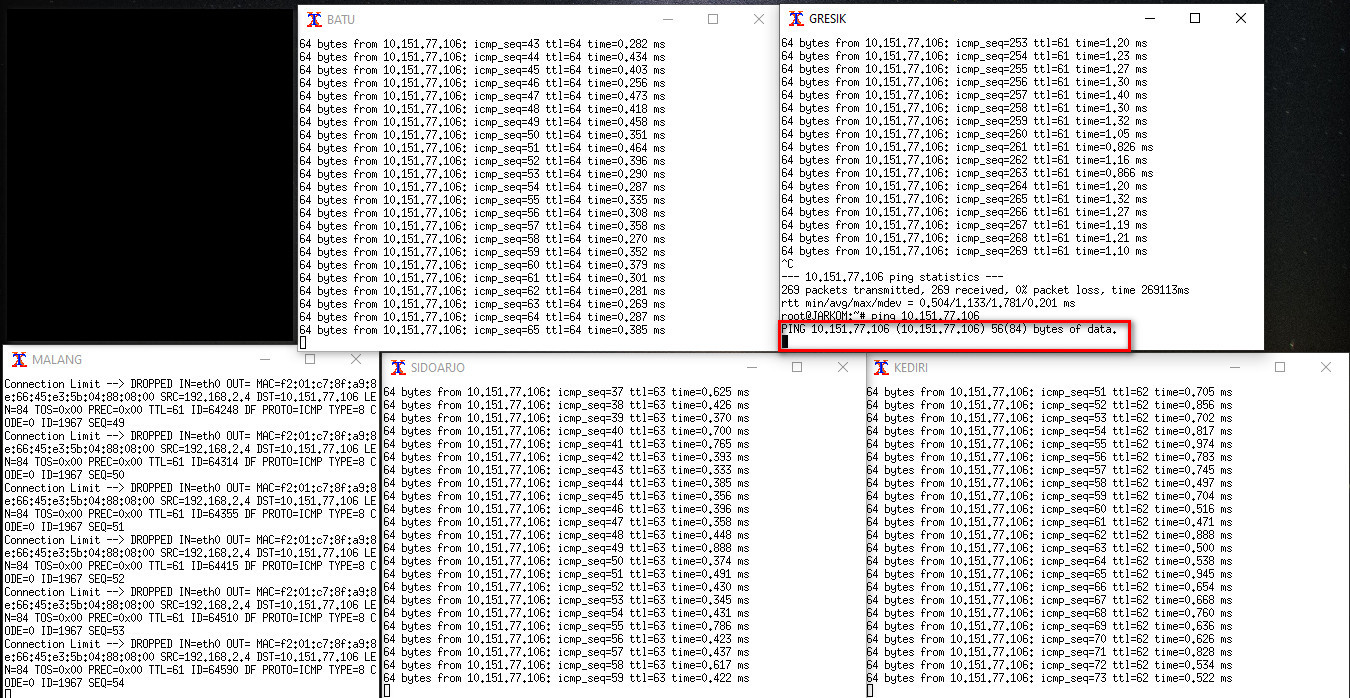 BATU
64 bytes from 10.151.77.106: icmp_seq=43 ttl=64 time=0.282 ms
64 bytes from 10.151.77.106: icmp_seq=44 ttl=64 time=0.434 ms
64 bytes from 10.151.77.106: icmp_seq=45 ttl=64 time=0.403 ms
64 bytes from 10.151.77.106: icmp_seq=46 ttl=64 time=0.256 ms
64 bytes from 10.151.77.106: icmp_seq=47 ttl=64 time=0.473 ms
64 bytes from 10.151.77.106: icmp_seq=48 ttl=64 time=0.418 ms
64 bytes from 10.151.77.106: icmp_seq=49 ttl=64 time=0.458 ms
64 bytes from 10.151.77.106: icmp_seq=50 ttl=64 time=0.351 ms
64 bytes from 10.151.77.106: icmp_seq=51 ttl=64 time=0.464 ms
64 bytes from 10.151.77.106: icmp_seq=52 ttl=64 time=0.396 ms
64 bytes from 10.151.77.106: icmp_seq=53 ttl=64 time=0.290 ms
64 bytes from 10.151.77.106: icmp_seq=54 ttl=64 time=0.287 ms
64 bytes from 10.151.77.106: icmp_seq=55 ttl=64 time=0.335 ms
64 bytes from 10.151.77.106: icmp_seq=56 ttl=64 time=0.308 ms
64 bytes from 10.151.77.106: icmp_seq=57 ttl=64 time=0.358 ms
64 bytes from 10.151.77.106: icmp_seq=58 ttl=64 time=0.270 ms
64 bytes from 10.151.77.106: icmp_seq=59 ttl=64 time=0.352 ms
64 bytes from 10.151.77.106: icmp_seq=60 ttl=64 time=0.379 ms
64 bytes from 10.151.77.106: icmp_seq=61 ttl=64 time=0.301 ms
64 bytes from 10.151.77.106: icmp_seq=62 ttl=64 time=0.281 ms
64 bytes from 10.151.77.106: icmp_seq=63 ttl=64 time=0.269 ms
64 bytes from 10.151.77.106: icmp_seq=64 ttl=64 time=0.287 ms
64 bytes from 10.151.77.106: icmp_seq=65 ttl=64 time=0.385 ms
GRESIK
64 bytes from 10.151.77.106: icmp_seq=253 ttl=61 time=1.20 ms
64 bytes from 10.151.77.106: icmp_seq=254 ttl=61 time=1.23 ms
64 bytes from 10.151.77.106: icmp_seq=255 ttl=61 time=1.27 ms
64 bytes from 10.151.77.106: icmp_seq=256 ttl=61 time=1.30 ms
64 bytes from 10.151.77.106: icmp_seq=257 ttl=61 time=1.40 ms
64 bytes from 10.151.77.106: icmp_seq=258 ttl=61 time=1.30 ms
64 bytes from 10.151.77.106: icmp_seq=259 ttl=61 time=1.32 ms
64 bytes from 10.151.77.106: icmp_seq=260 ttl=61 time=1.05 ms
64 bytes from 10.151.77.106: icmp_seq=261 ttl=61 time=0.826 ms
64 bytes from 10.151.77.106: icmp_seq=262 ttl=61 time=1.16 ms
64 bytes from 10.151.77.106: icmp_seq=263 ttl=61 time=0.866 ms
64 bytes from 10.151.77.106: icmp_seq=264 ttl=61 time=1.20 ms
64 bytes from 10.151.77.106: icmp_seq=265 ttl=61 time=1.32 ms
64 bytes from 10.151.77.106: icmp_seq=266 ttl=61 time=1.27 ms
64 bytes from 10.151.77.106: icmp_seq=267 ttl=61 time=1.19 ms
64 bytes from 10.151.77.106: icmp_seq=268 ttl=61 time=1.21 ms
64 bytes from 10.151.77.106: icmp_seq=269 ttl=61 time=1.10 ms
^C
--- 10.151.77.106 ping statistics ---
269 packets transmitted, 269 received, 0% packet loss, time 269113ms
rtt min/avg/max/mdev = 0.504/1.133/1.781/0.201 ms
root@JARKOM:~# ping 10.151.77.106
PING 10.151.77.106 (10.151.77.106) 56(84) bytes of data.
MALANG
Connection Limit --> DROPPED IN=eth0 OUT= MAC=f2:01:c7:8f:a9:8
e:66:45:e3:5b:04:88:08:00 SRC=192.168.2.4 DST=10.151.77.106 LE
N=84 TOS=0x00 PREC=0x00 TTL=61 ID=64248 DF PROTO=ICMP TYPE=8 C
ODE=0 ID=1967 SEQ=49
Connection Limit --> DROPPED IN=eth0 OUT= MAC=f2:01:c7:8f:a9:8
e:66:45:e3:5b:04:88:08:00 SRC=192.168.2.4 DST=10.151.77.106 LE
N=84 TOS=0x00 PREC=0x00 TTL=61 ID=64314 DF PROTO=ICMP TYPE=8 C
ODE=0 ID=1967 SEQ=50
Connection Limit --> DROPPED IN=eth0 OUT= MAC=f2:01:c7:8f:a9:8
e:66:45:e3:5b:04:88:08:00 SRC=192.168.2.4 DST=10.151.77.106 LE
N=84 TOS=0x00 PREC=0x00 TTL=61 ID=64355 DF PROTO=ICMP TYPE=8 C
ODE=0 ID=1967 SEQ=51
Connection Limit --> DROPPED IN=eth0 OUT= MAC=f2:01:c7:8f:a9:8
e:66:45:e3:5b:04:88:08:00 SRC=192.168.2.4 DST=10.151.77.106 LE
N=84 TOS=0x00 PREC=0x00 TTL=61 ID=64415 DF PROTO=ICMP TYPE=8 C
ODE=0 ID=1967 SEQ=52
Connection Limit --> DROPPED IN=eth0 OUT= MAC=f2:01:c7:8f:a9:8
e:66:45:e3:5b:04:88:08:00 SRC=192.168.2.4 DST=10.151.77.106 LE
N=84 TOS=0x00 PREC=0x00 TTL=61 ID=64510 DF PROTO=ICMP TYPE=8 C
ODE=0 ID=1967 SEQ=53
Connection Limit --> DROPPED IN=eth0 OUT= MAC=f2:01:c7:8f:a9:8
e:66:45:e3:5b:04:88:08:00 SRC=192.168.2.4 DST=10.151.77.106 LE
N=84 TOS=0x00 PREC=0x00 TTL=61 ID=64590 DF PROTO=ICMP TYPE=8 C
ODE=0 ID=1967 SEQ=54
SIDOARJO
64 bytes from 10.151.77.106: icmp_seq=37 ttl=63 time=0.625 ms
64 bytes from 10.151.77.106: icmp_seq=38 ttl=63 time=0.426 ms
64 bytes from 10.151.77.106: icmp_seq=39 ttl=63 time=0.370 ms
64 bytes from 10.151.77.106: icmp_seq=40 ttl=63 time=0.700 ms
64 bytes from 10.151.77.106: icmp_seq=41 ttl=63 time=0.765 ms
64 bytes from 10.151.77.106: icmp_seq=42 ttl=63 time=0.393 ms
64 bytes from 10.151.77.106: icmp_seq=43 ttl=63 time=0.333 ms
64 bytes from 10.151.77.106: icmp_seq=44 ttl=63 time=0.385 ms
64 bytes from 10.151.77.106: icmp_seq=45 ttl=63 time=0.356 ms
64 bytes from 10.151.77.106: icmp_seq=46 ttl=63 time=0.396 ms
64 bytes from 10.151.77.106: icmp_seq=47 ttl=63 time=0.358 ms
64 bytes from 10.151.77.106: icmp_seq=48 ttl=63 time=0.448 ms
64 bytes from 10.151.77.106: icmp_seq=49 ttl=63 time=0.888 ms
64 bytes from 10.151.77.106: icmp_seq=50 ttl=63 time=0.374 ms
64 bytes from 10.151.77.106: icmp_seq=51 ttl=63 time=0.491 ms
64 bytes from 10.151.77.106: icmp_seq=52 ttl=63 time=0.430 ms
64 bytes from 10.151.77.106: icmp_seq=53 ttl=63 time=0.345 ms
64 bytes from 10.151.77.106: icmp_seq=54 ttl=63 time=0.431 ms
64 bytes from 10.151.77.106: icmp_seq=55 ttl=63 time=0.786 ms
64 bytes from 10.151.77.106: icmp_seq=56 ttl=63 time=0.423 ms
64 bytes from 10.151.77.106: icmp_seq=57 ttl=63 time=0.437 ms
64 bytes from 10.151.77.106: icmp_seq=58 ttl=63 time=0.617 ms
64 bytes from 10.151.77.106: icmp_seq=59 ttl=63 time=0.422 ms
KEDIRI
64 bytes from 10.151.77.106: icmp_seq=51 ttl=62 time=0.705 ms
64 bytes from 10.151.77.106: icmp_seq=52 ttl=62 time=0.856 ms
64 bytes from 10.151.77.106: icmp_seq=53 ttl=62 time=0.702 ms
64 bytes from 10.151.77.106: icmp_seq=54 ttl=62 time=0.817 ms
64 bytes from 10.151.77.106: icmp_seq=55 ttl=62 time=0.974 ms
64 bytes from 10.151.77.106: icmp_seq=56 ttl=62 time=0.783 ms
64 bytes from 10.151.77.106: icmp_seq=57 ttl=62 time=0.745 ms
64 bytes from 10.151.77.106: icmp_seq=58 ttl=62 time=0.497 ms
64 bytes from 10.151.77.106: icmp_seq=59 ttl=62 time=0.704 ms
64 bytes from 10.151.77.106: icmp_seq=60 ttl=62 time=0.516 ms
64 bytes from 10.151.77.106: icmp_seq=61 ttl=62 time=0.471 ms
64 bytes from 10.151.77.106: icmp_seq=62 ttl=62 time=0.888 ms
64 bytes from 10.151.77.106: icmp_seq=63 ttl=62 time=0.500 ms
64 bytes from 10.151.77.106: icmp_seq=64 ttl=62 time=0.538 ms
64 bytes from 10.151.77.106: icmp_seq=65 ttl=62 time=0.945 ms
64 bytes from 10.151.77.106: icmp_seq=66 ttl=62 time=0.654 ms
64 bytes from 10.151.77.106: icmp_seq=67 ttl=62 time=0.668 ms
64 bytes from 10.151.77.106: icmp_seq=68 ttl=62 time=0.760 ms
64 bytes from 10.151.77.106: icmp_seq=69 ttl=62 time=0.636 ms
64 bytes from 10.151.77.106: icmp_seq=70 ttl=62 time=0.626 ms
64 bytes from 10.151.77.106: icmp_seq=71 ttl=62 time=0.828 ms
64 bytes from 10.151.77.106: icmp_seq=72 ttl=62 time=0.534 ms
64 bytes from 10.151.77.106: icmp_seq=73 ttl=62 time=0.522 ms